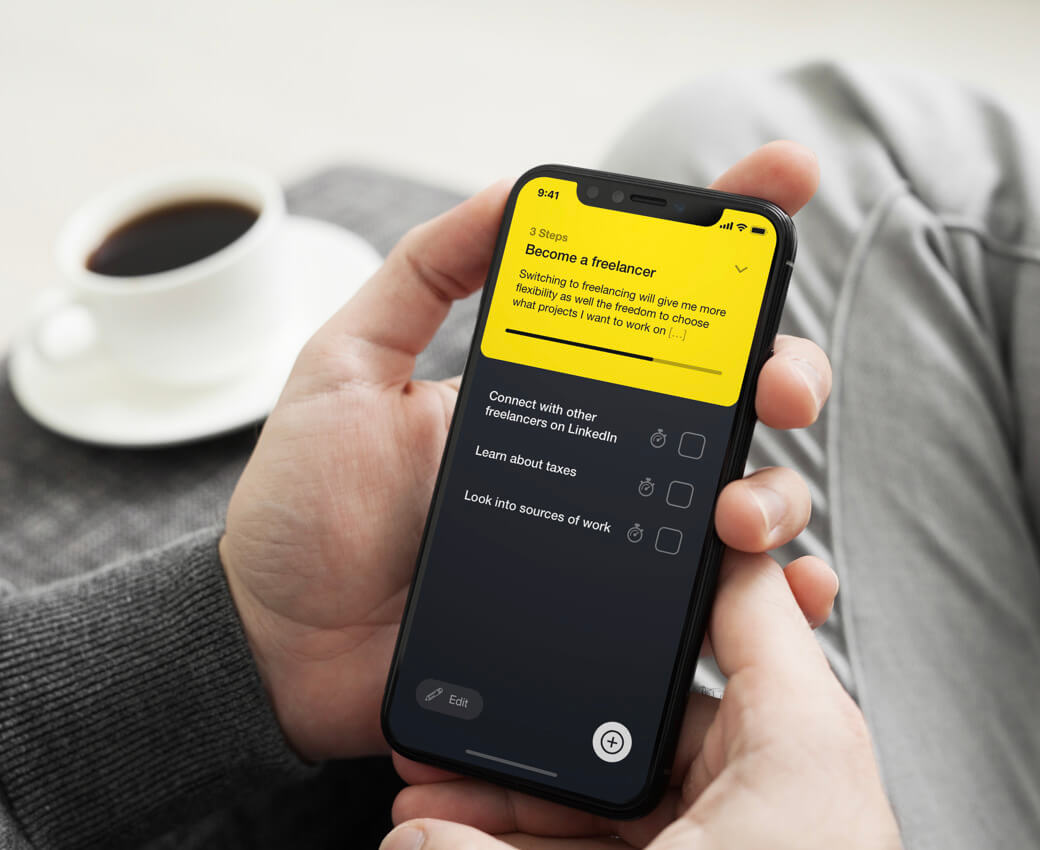 9:41
3 Steps
Become a freelancer
Switching to freelancing will give me more
flexibility as well the freedom to choose
what projects I want to work on [...]
Connect with other
freelancers on LinkedIn
Learn about taxes
Look into sources of work
Edit